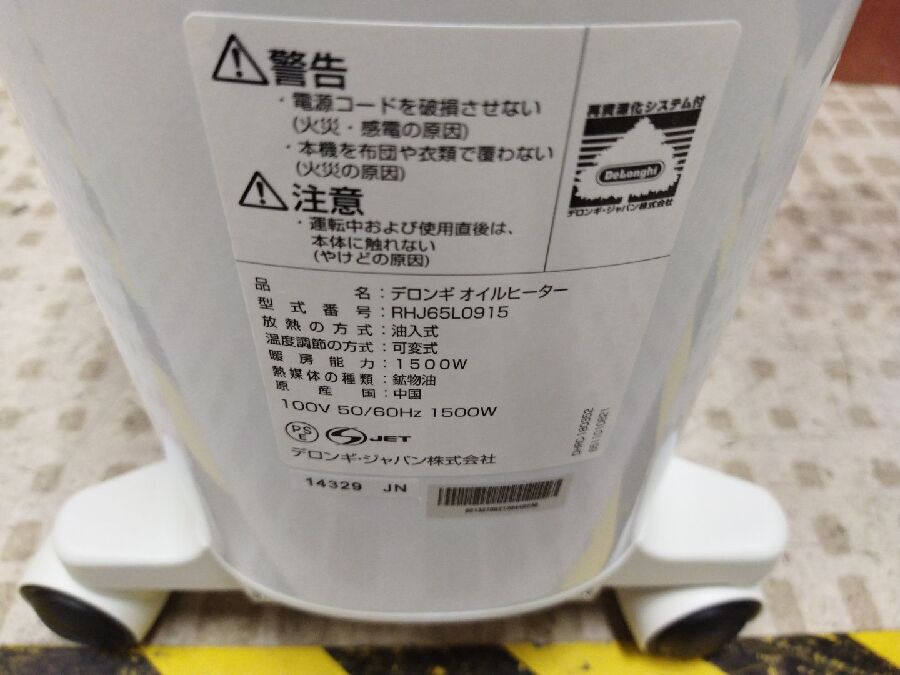 警告
・電源コードを破損させない
(火災・感電の原因)
・本機を布団や衣類で覆わない
(火災の原因)
注意
・運転中および使用直後は、
本体に触れない
(やけどの原因)
再資源化システム付
DeLonghi
デロンギ・ジャパン株式会社
品名：デロンギ オイルヒーター
型式番号：RHJ65L0915
放熱の方式：油入式
温度調節の方式：可変式
暖房能力：1500W
熱媒体の種類：鉱物油
原産国：中国
100V 50/60Hz 1500W
PSE JET
デロンギ・ジャパン株式会社
14329 JN